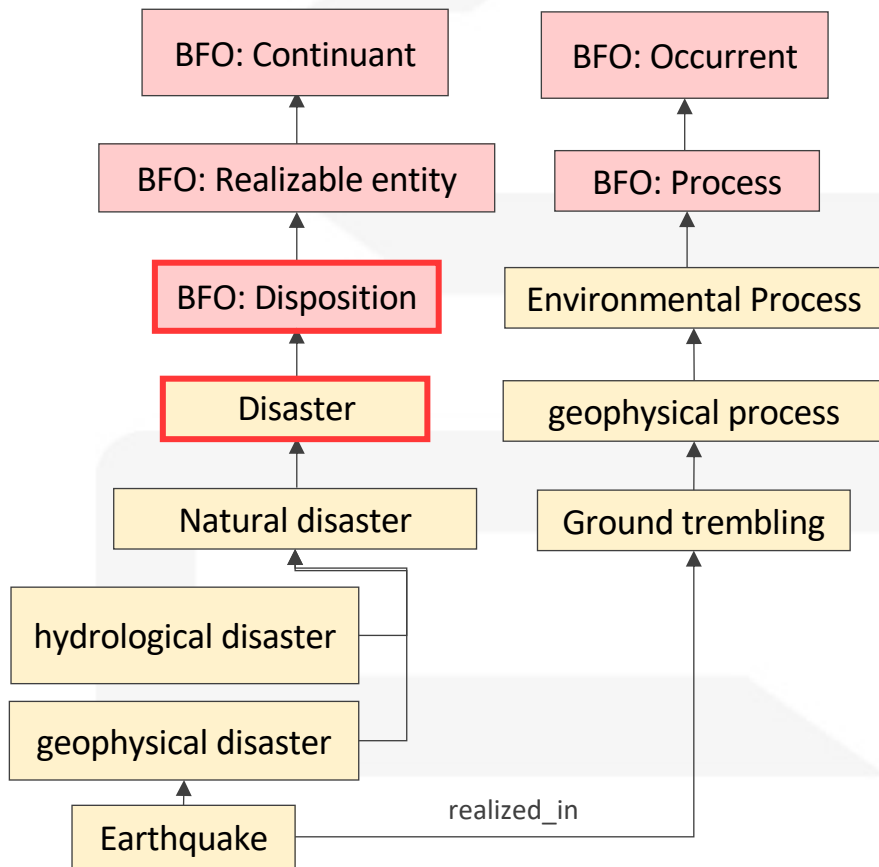 BFO: Continuant
BFO: Occurrent
BFO: Realizable entity
BFO: Process
BFO: Disposition
Environmental Process
Disaster
geophysical process
Natural disaster
Ground trembling
hydrological disaster
geophysical disaster
realized_in
Earthquake